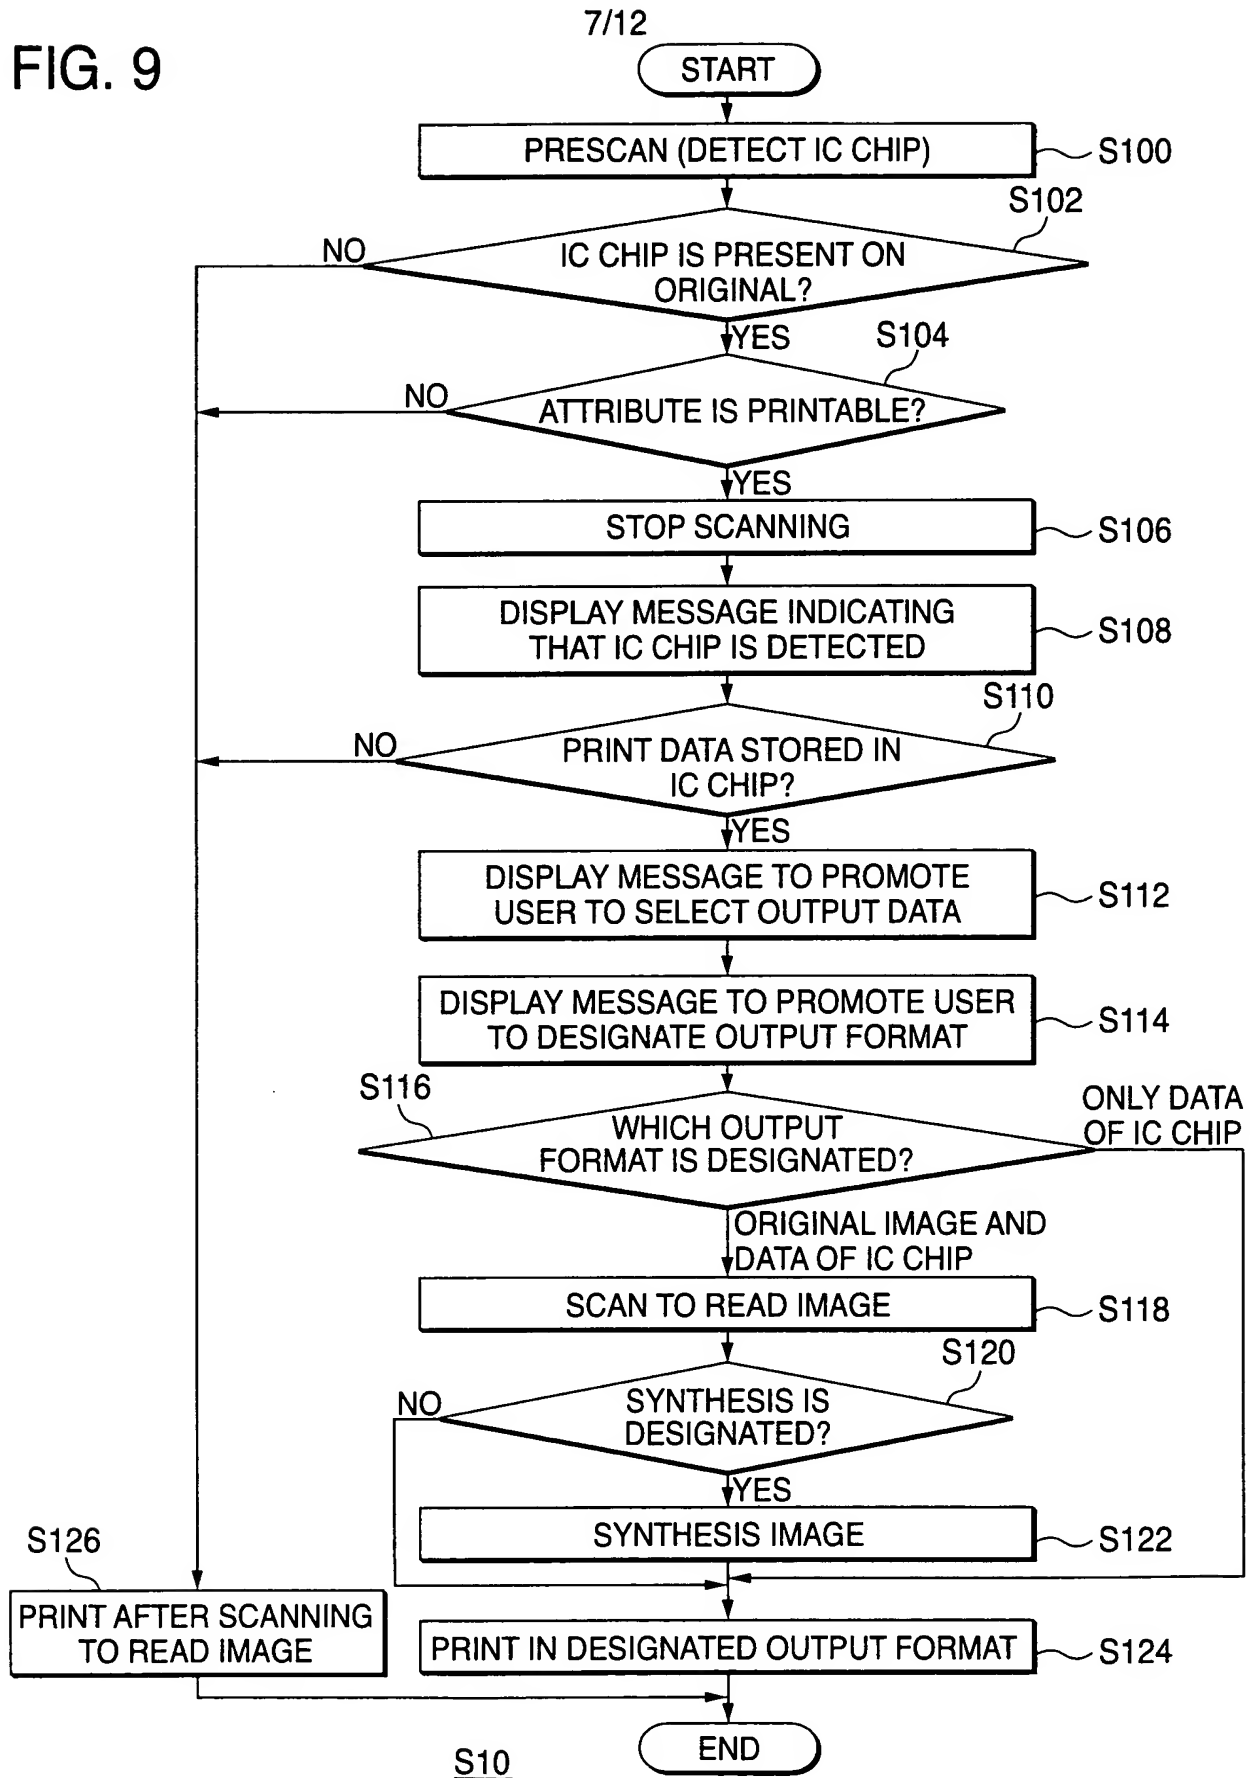 7/12
FIG. 9
START
PRESCAN (DETECT IC CHIP)
S100
S102
NO
IC CHIP IS PRESENT ON
ORIGINAL?
YES
S104
NO
ATTRIBUTE IS PRINTABLE?
YES
STOP SCANNING
S106
DISPLAY MESSAGE INDICATING
THAT IC CHIP IS DETECTED
S108
S110
NO
PRINT DATA STORED IN
IC CHIP?
YES
DISPLAY MESSAGE TO PROMOTE
USER TO SELECT OUTPUT DATA
S112
DISPLAY MESSAGE TO PROMOTE USER
TO DESIGNATE OUTPUT FORMAT
S114
S116
WHICH OUTPUT
FORMAT IS DESIGNATED?
ONLY DATA
OF IC CHIP
ORIGINAL IMAGE AND
DATA OF IC CHIP
SCAN TO READ IMAGE
S118
S120
NO
SYNTHESIS IS
DESIGNATED?
YES
SYNTHESIS IMAGE
S122
S126
PRINT AFTER SCANNING
TO READ IMAGE
PRINT IN DESIGNATED OUTPUT FORMAT
S124
END
S10